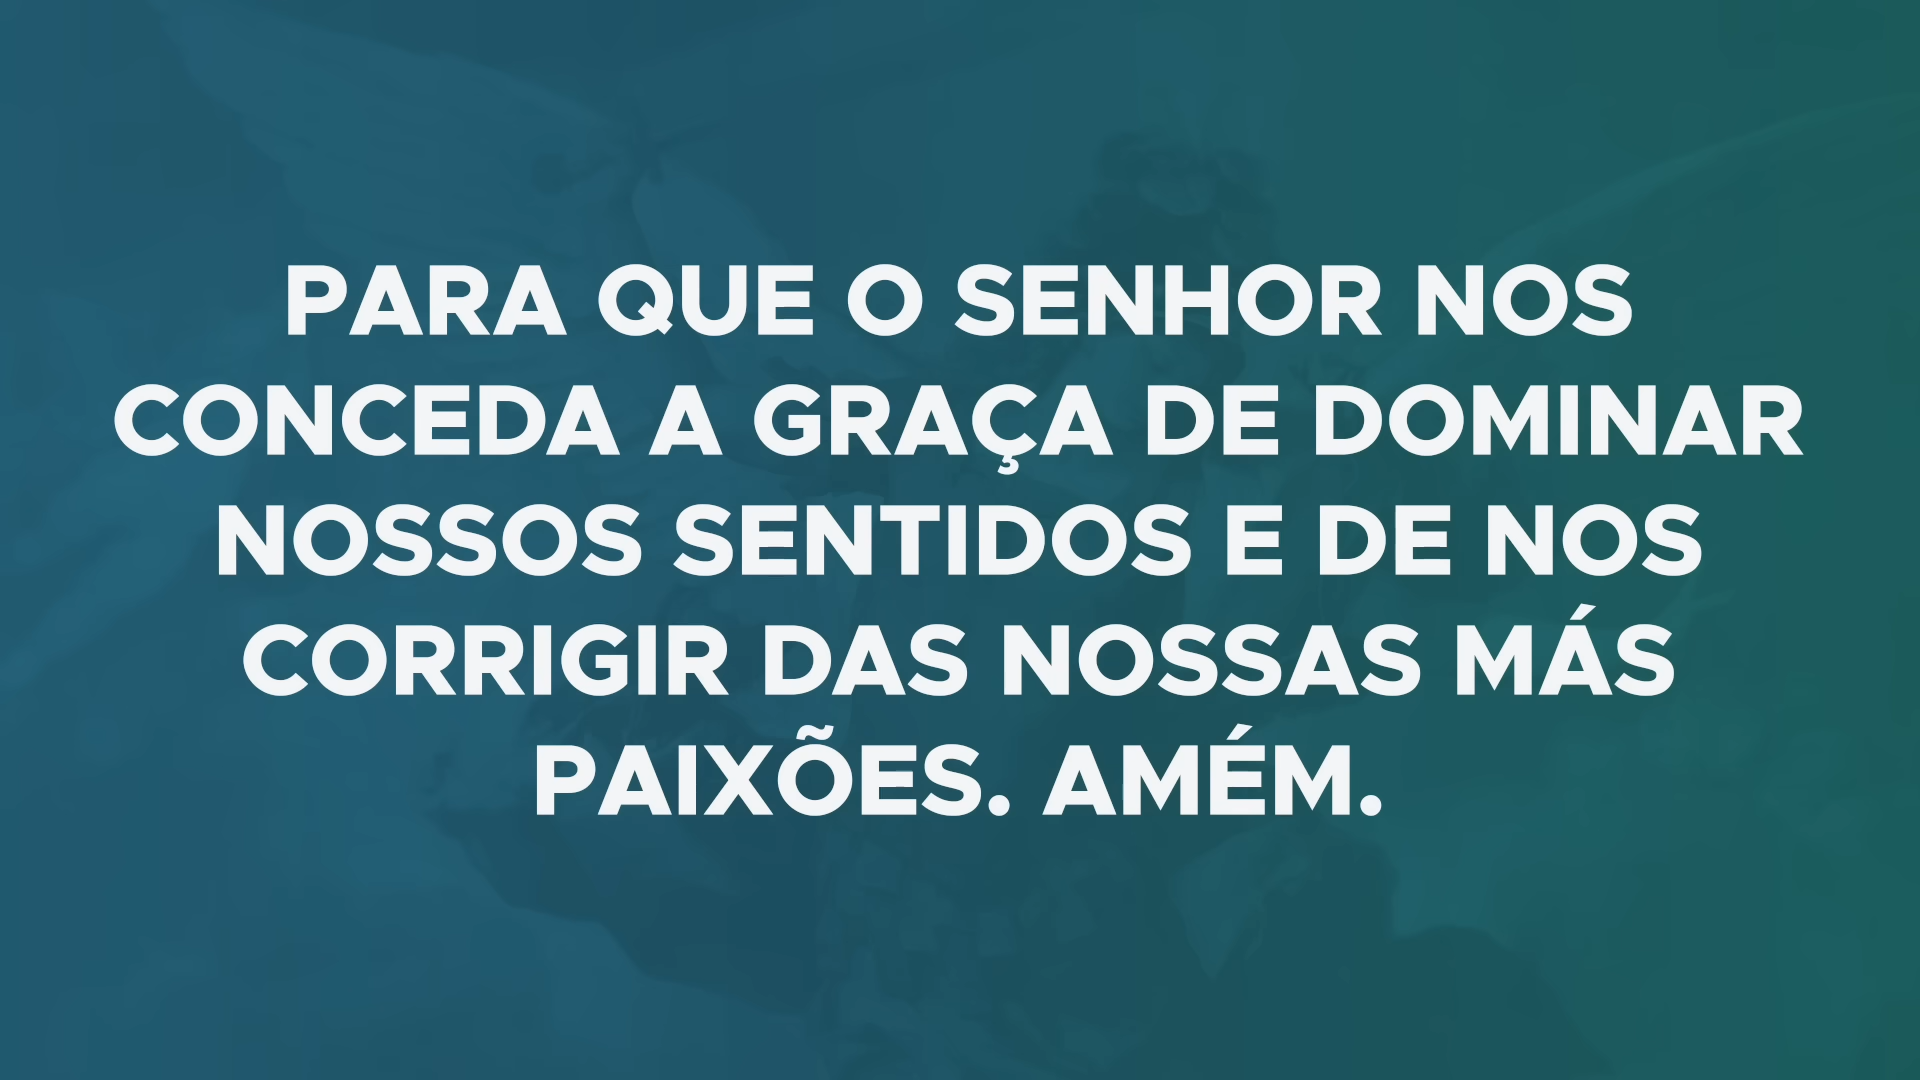 PARA QUE O SENHOR NOS
CONCEDA A GRAÇA DE DOMINAR
NOSSOS SENTIDOS E DE NOS
CORRIGIR DAS NOSSAS MÁS
PAIXÕES. AMÉM.